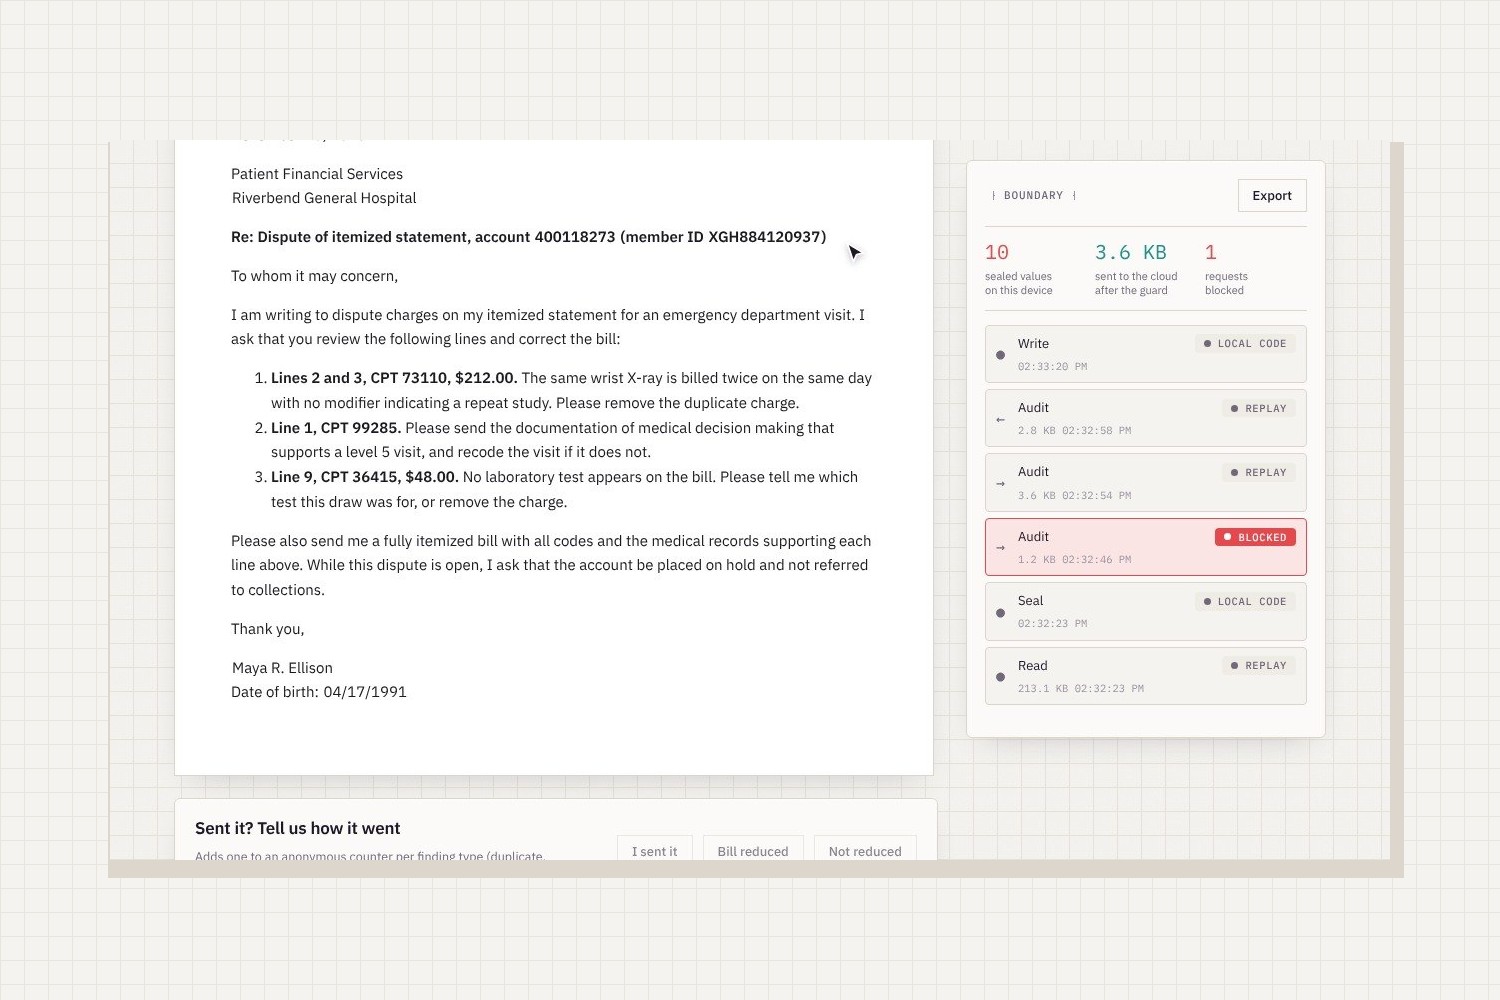 Patient Financial Services
Riverbend General Hospital
Re: Dispute of itemized statement, account 400118273 (member ID XGH884120937)
To whom it may concern,
I am writing to dispute charges on my itemized statement for an emergency department visit. I
ask that you review the following lines and correct the bill:
1. Lines 2 and 3, CPT 73110, $212.00. The same wrist X-ray is billed twice on the same day
with no modifier indicating a repeat study. Please remove the duplicate charge.
2. Line 1, CPT 99285. Please send the documentation of medical decision making that
supports a level 5 visit, and recode the visit if it does not.
3. Line 9, CPT 36415, $48.00. No laboratory test appears on the bill. Please tell me which
test this draw was for, or remove the charge.
Please also send me a fully itemized bill with all codes and the medical records supporting each
line above. While this dispute is open, I ask that the account be placed on hold and not referred
to collections.
Thank you,
Maya R. Ellison
Date of birth: 04/17/1991
Sent it? Tell us how it went
Adds one to an anonymous counter per finding type (duplicate,
I sent it
Bill reduced
Not reduced
BOUNDARY
Export
10
sealed values
on this device
3.6 KB
sent to the cloud
after the guard
1
requests
blocked
Write
LOCAL CODE
02:33:20 PM
← Audit
REPLAY
2.8 KB 02:32:58 PM
→ Audit
REPLAY
3.6 KB 02:32:54 PM
→ Audit
BLOCKED
1.2 KB 02:32:46 PM
Seal
LOCAL CODE
02:32:23 PM
Read
REPLAY
213.1 KB 02:32:23 PM